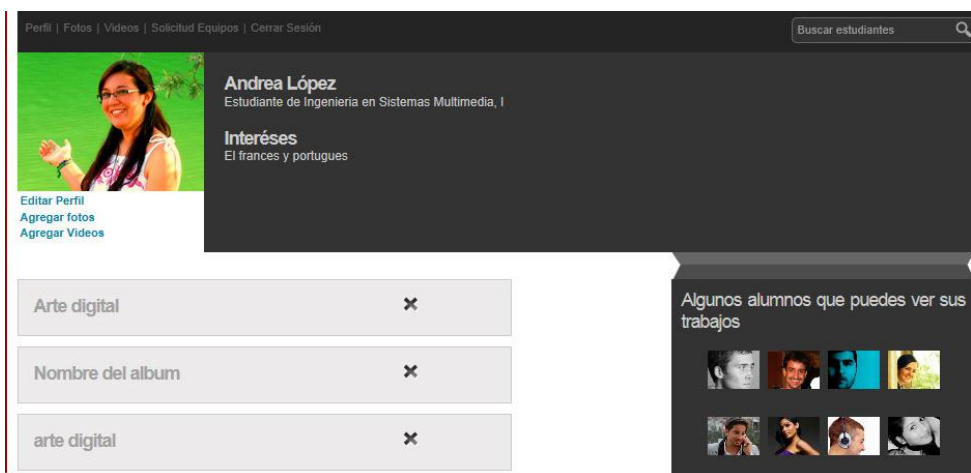 Perfil | Fotos | Videos | Solicitud Equipos | Cerrar Sesión
Buscar estudiantes
Andrea López
Estudiante de Ingenieria en Sistemas Multimedia, I
Interéses
El frances y portugues
Editar Perfil
Agregar fotos
Agregar Videos
Arte digital
Nombre del album
arte digital
Algunos alumnos que puedes ver sus
trabajos